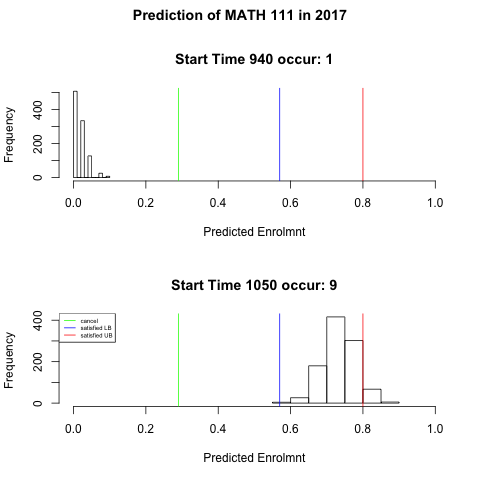 Prediction of MATH 111 in 2017
Start Time 940 occur: 1
Frequency
400
200
0
0.0 0.2 0.4 0.6 0.8 1.0
Predicted Enrolmnt
Start Time 1050 occur: 9
Frequency
400
200
0
cancel
satisfied LB
satisfied UB
0.0 0.2 0.4 0.6 0.8 1.0
Predicted Enrolmnt